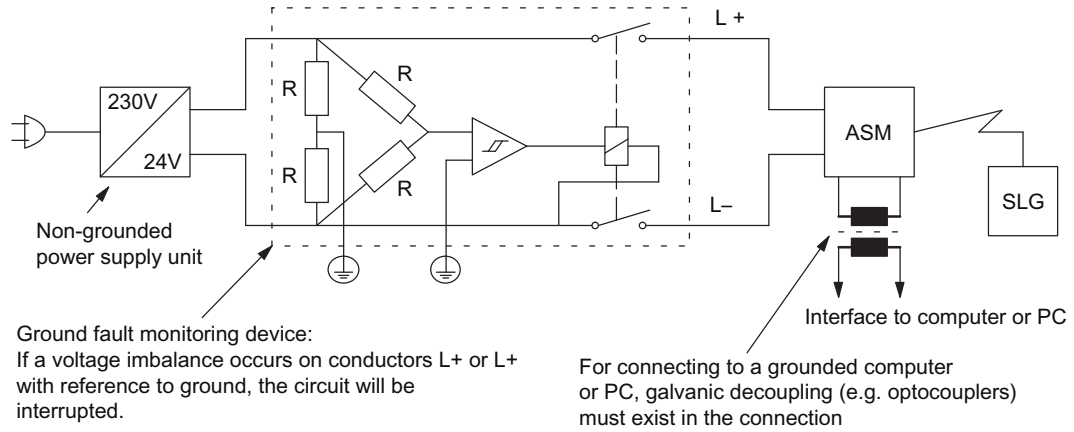 L +
R
R
230V
24V
ASM
R
R
SLG
L–
Non-grounded
power supply unit
Interface to computer or PC
Ground fault monitoring device:
If a voltage imbalance occurs on conductors L+ or L+
with reference to ground, the circuit will be
interrupted.
For connecting to a grounded computer
or PC, galvanic decoupling (e.g. optocouplers)
must exist in the connection